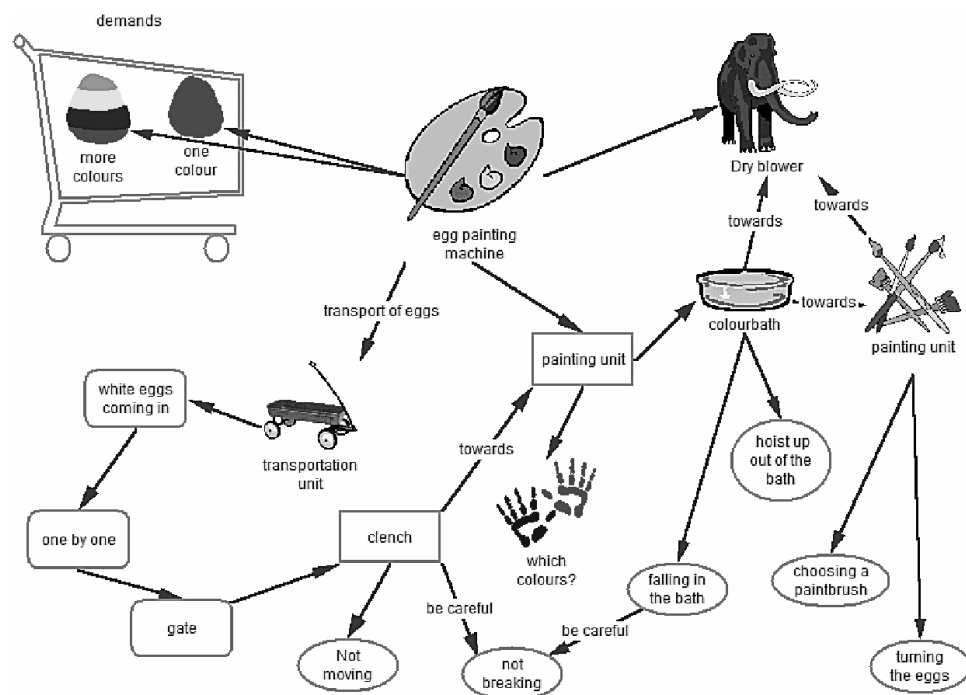 demands
more
colours
one
colour
egg painting
machine
Dry blower
towards
towards
transport of eggs
colourbath
towards
painting unit
painting unit
white eggs
coming in
transportation
unit
towards
hoist up
out of the
bath
one by one
clench
which
colours?
falling in
the bath
choosing a
paintbrush
gate
be careful
be careful
Not
moving
not
breaking
turning
the eggs